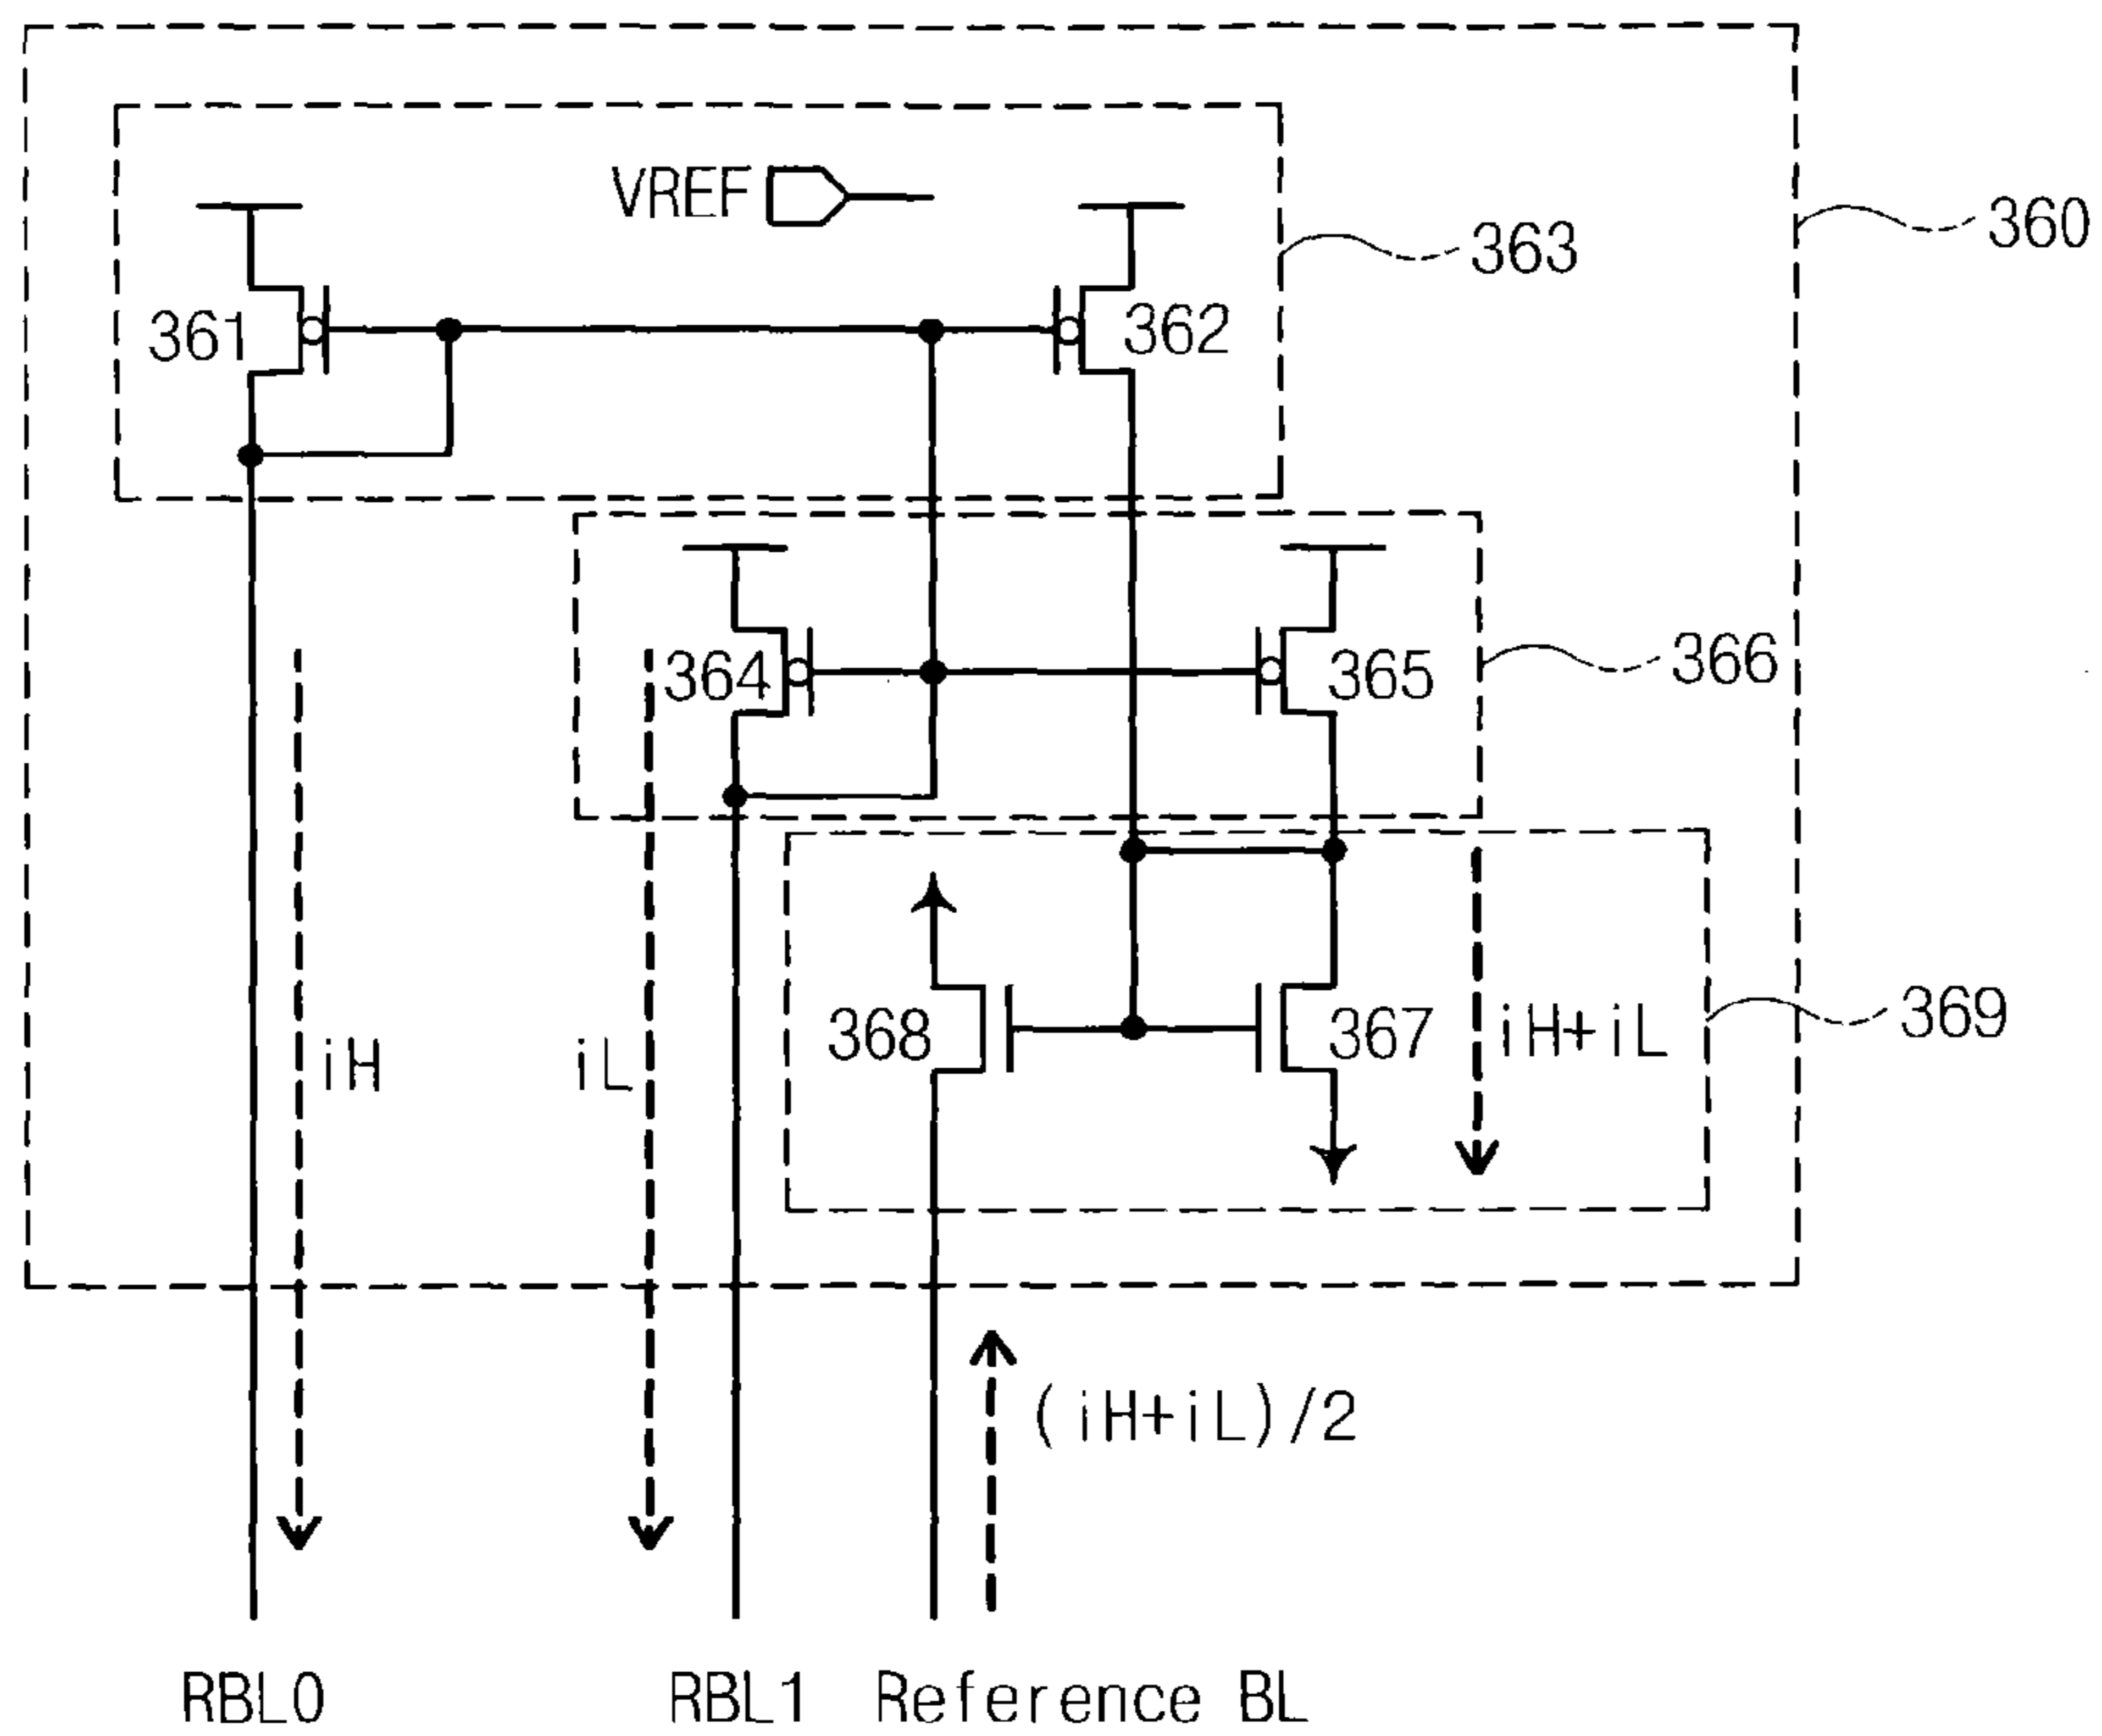 VREF
360
363
361
362
364
365
366
368
367
iH+iL
369
iH
iL
(iH+iL)/2
RBL0
RBL1
Reference BL